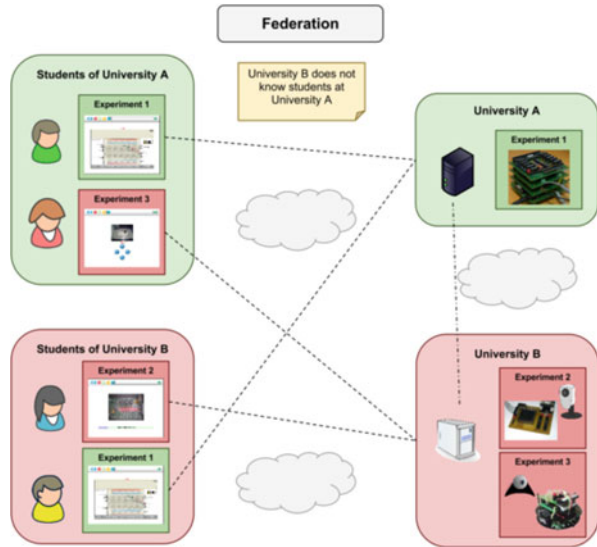 Federation
Students of University A
Experiment 1
Experiment 3
University B does not
know students at
University A
University A
Experiment 1
Students of University B
Experiment 2
Experiment 1
University B
Experiment 2
Experiment 3